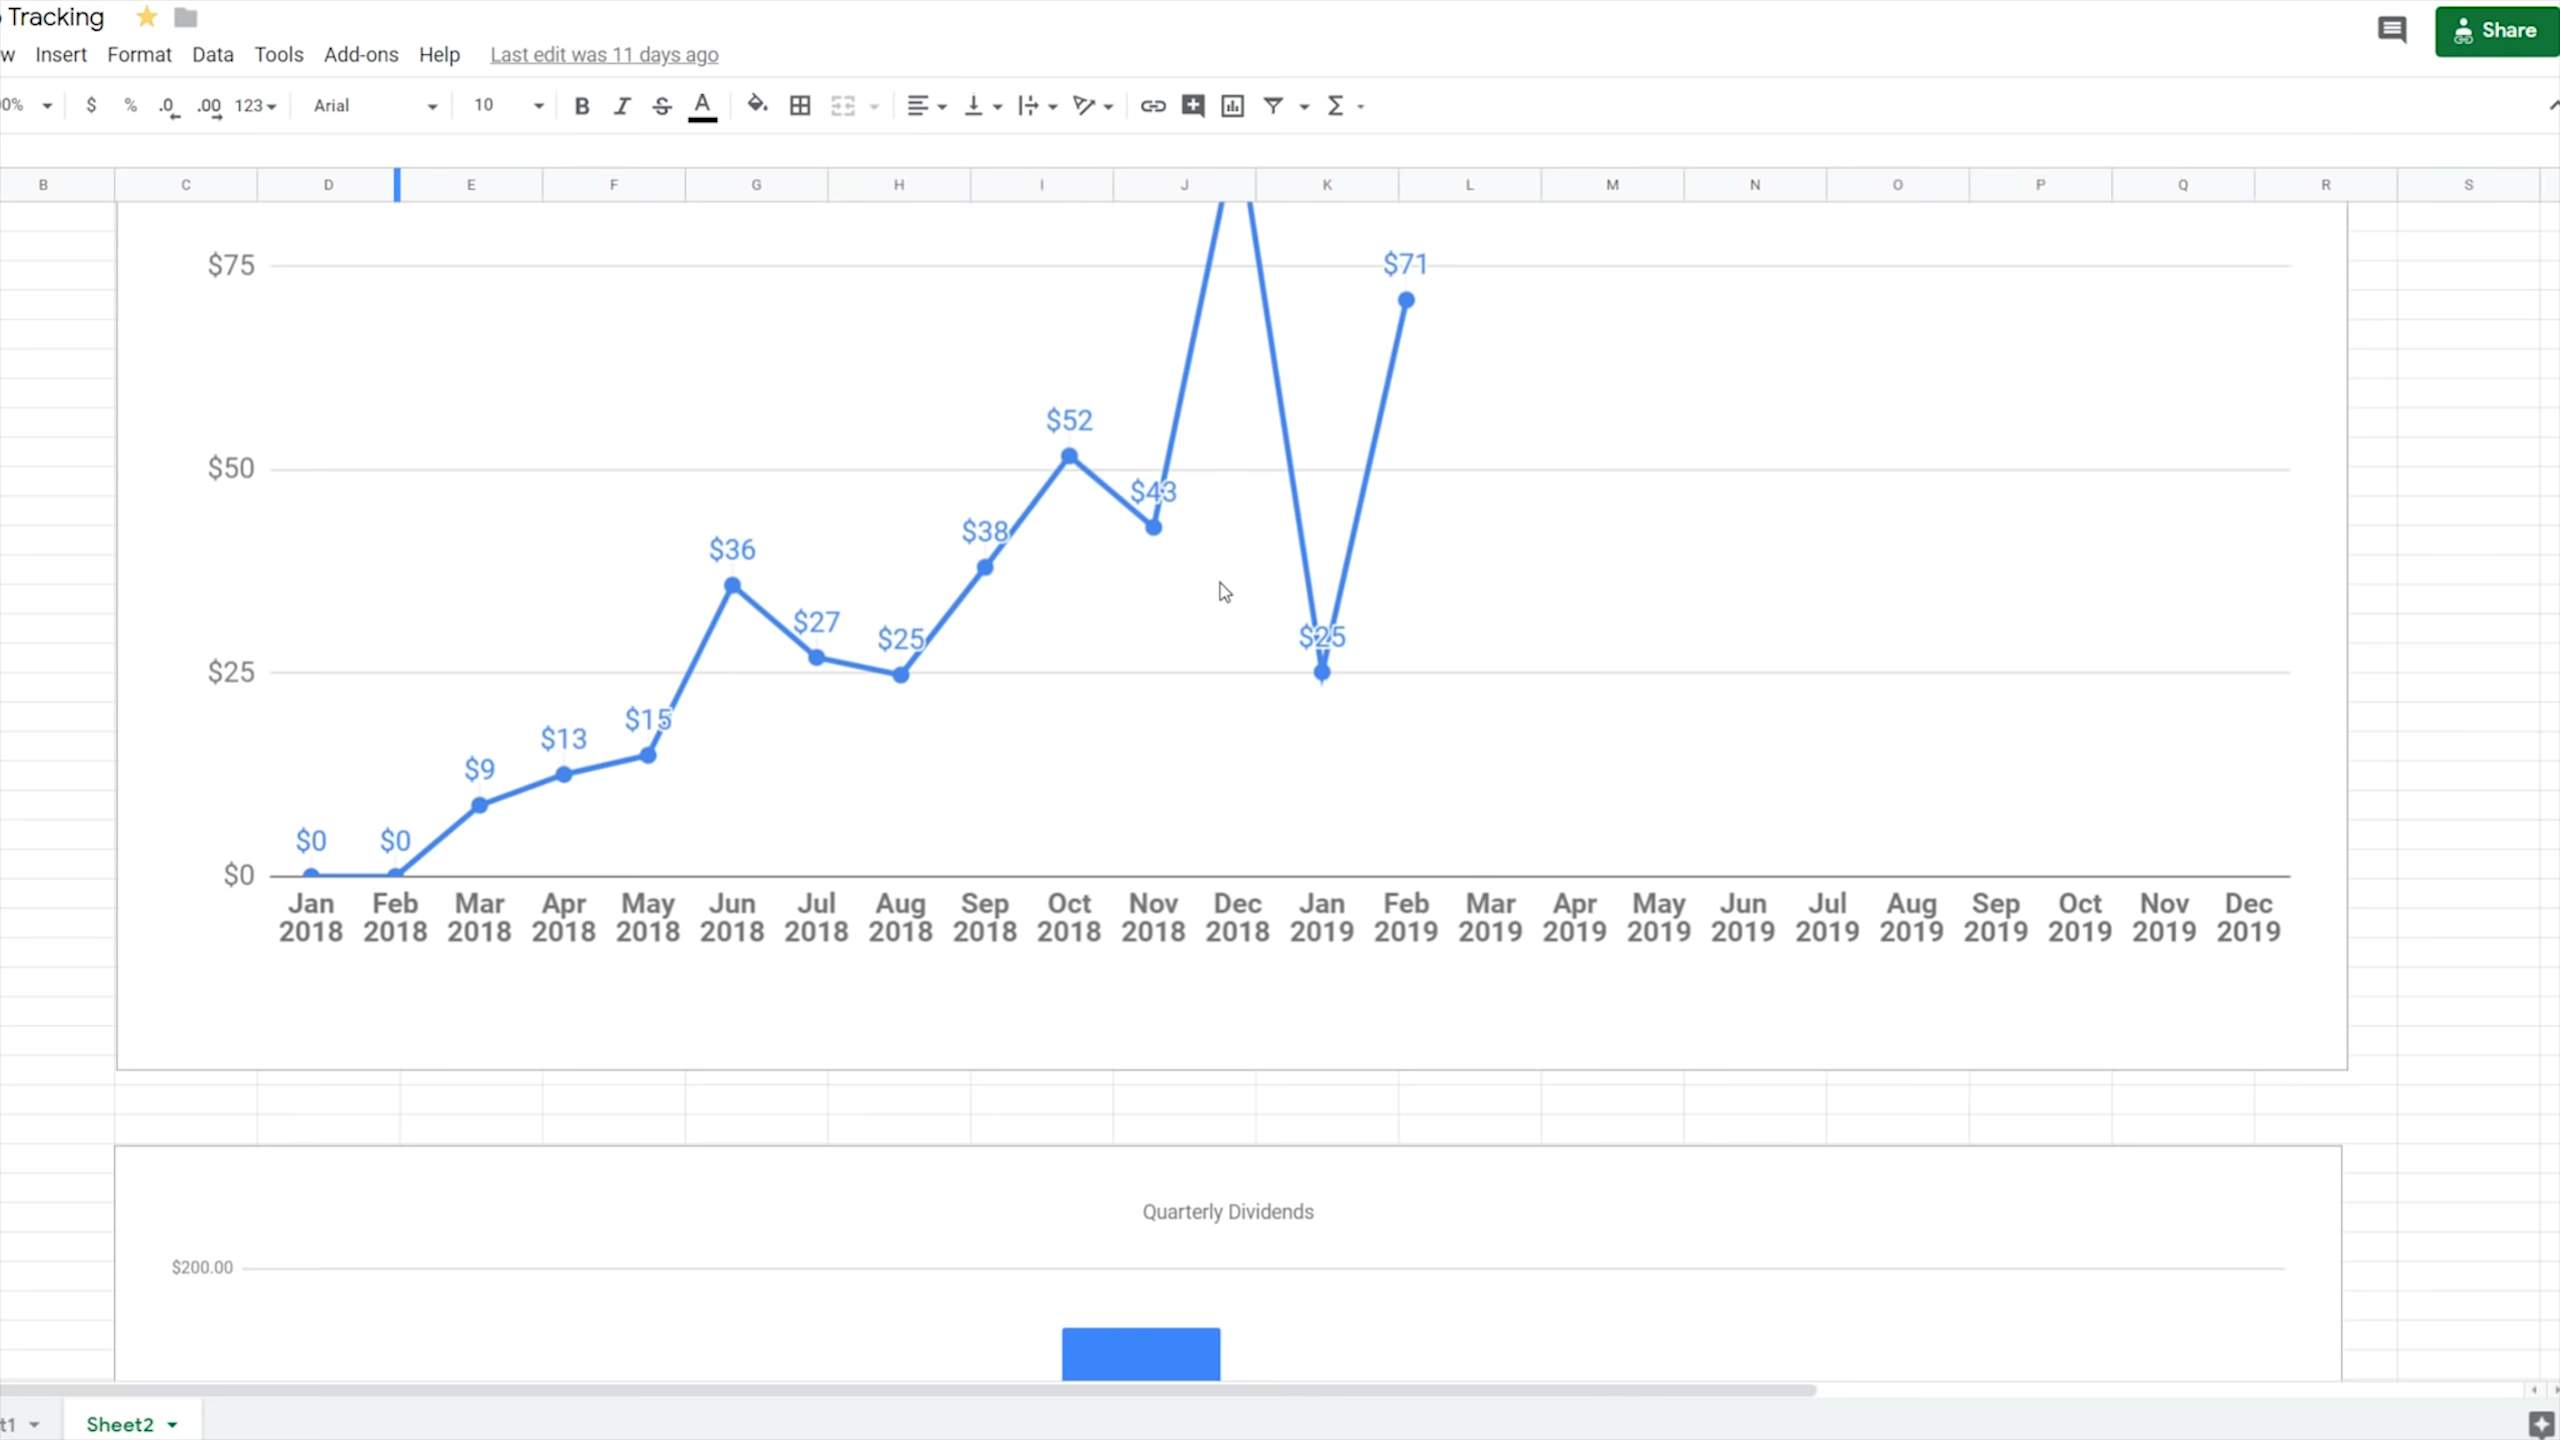 Tracking
w Insert Format Data Tools Add-ons Help Last edit was 11 days ago
Share
0% $ % .0 .00 123 Arial 10 B I S A Σ
B C D E F G H I J K L M N O P Q R S
$75
$71
$52
$50
$43
$38
$36
$27
$25
$25
$25
$15
$13
$9
$0 $0
$0
Jan Feb Mar Apr May Jun Jul Aug Sep Oct Nov Dec Jan Feb Mar Apr May Jun Jul Aug Sep Oct Nov Dec
2018 2018 2018 2018 2018 2018 2018 2018 2018 2018 2018 2018 2019 2019 2019 2019 2019 2019 2019 2019 2019 2019 2019 2019
Quarterly Dividends
$200.00
t1 Sheet2